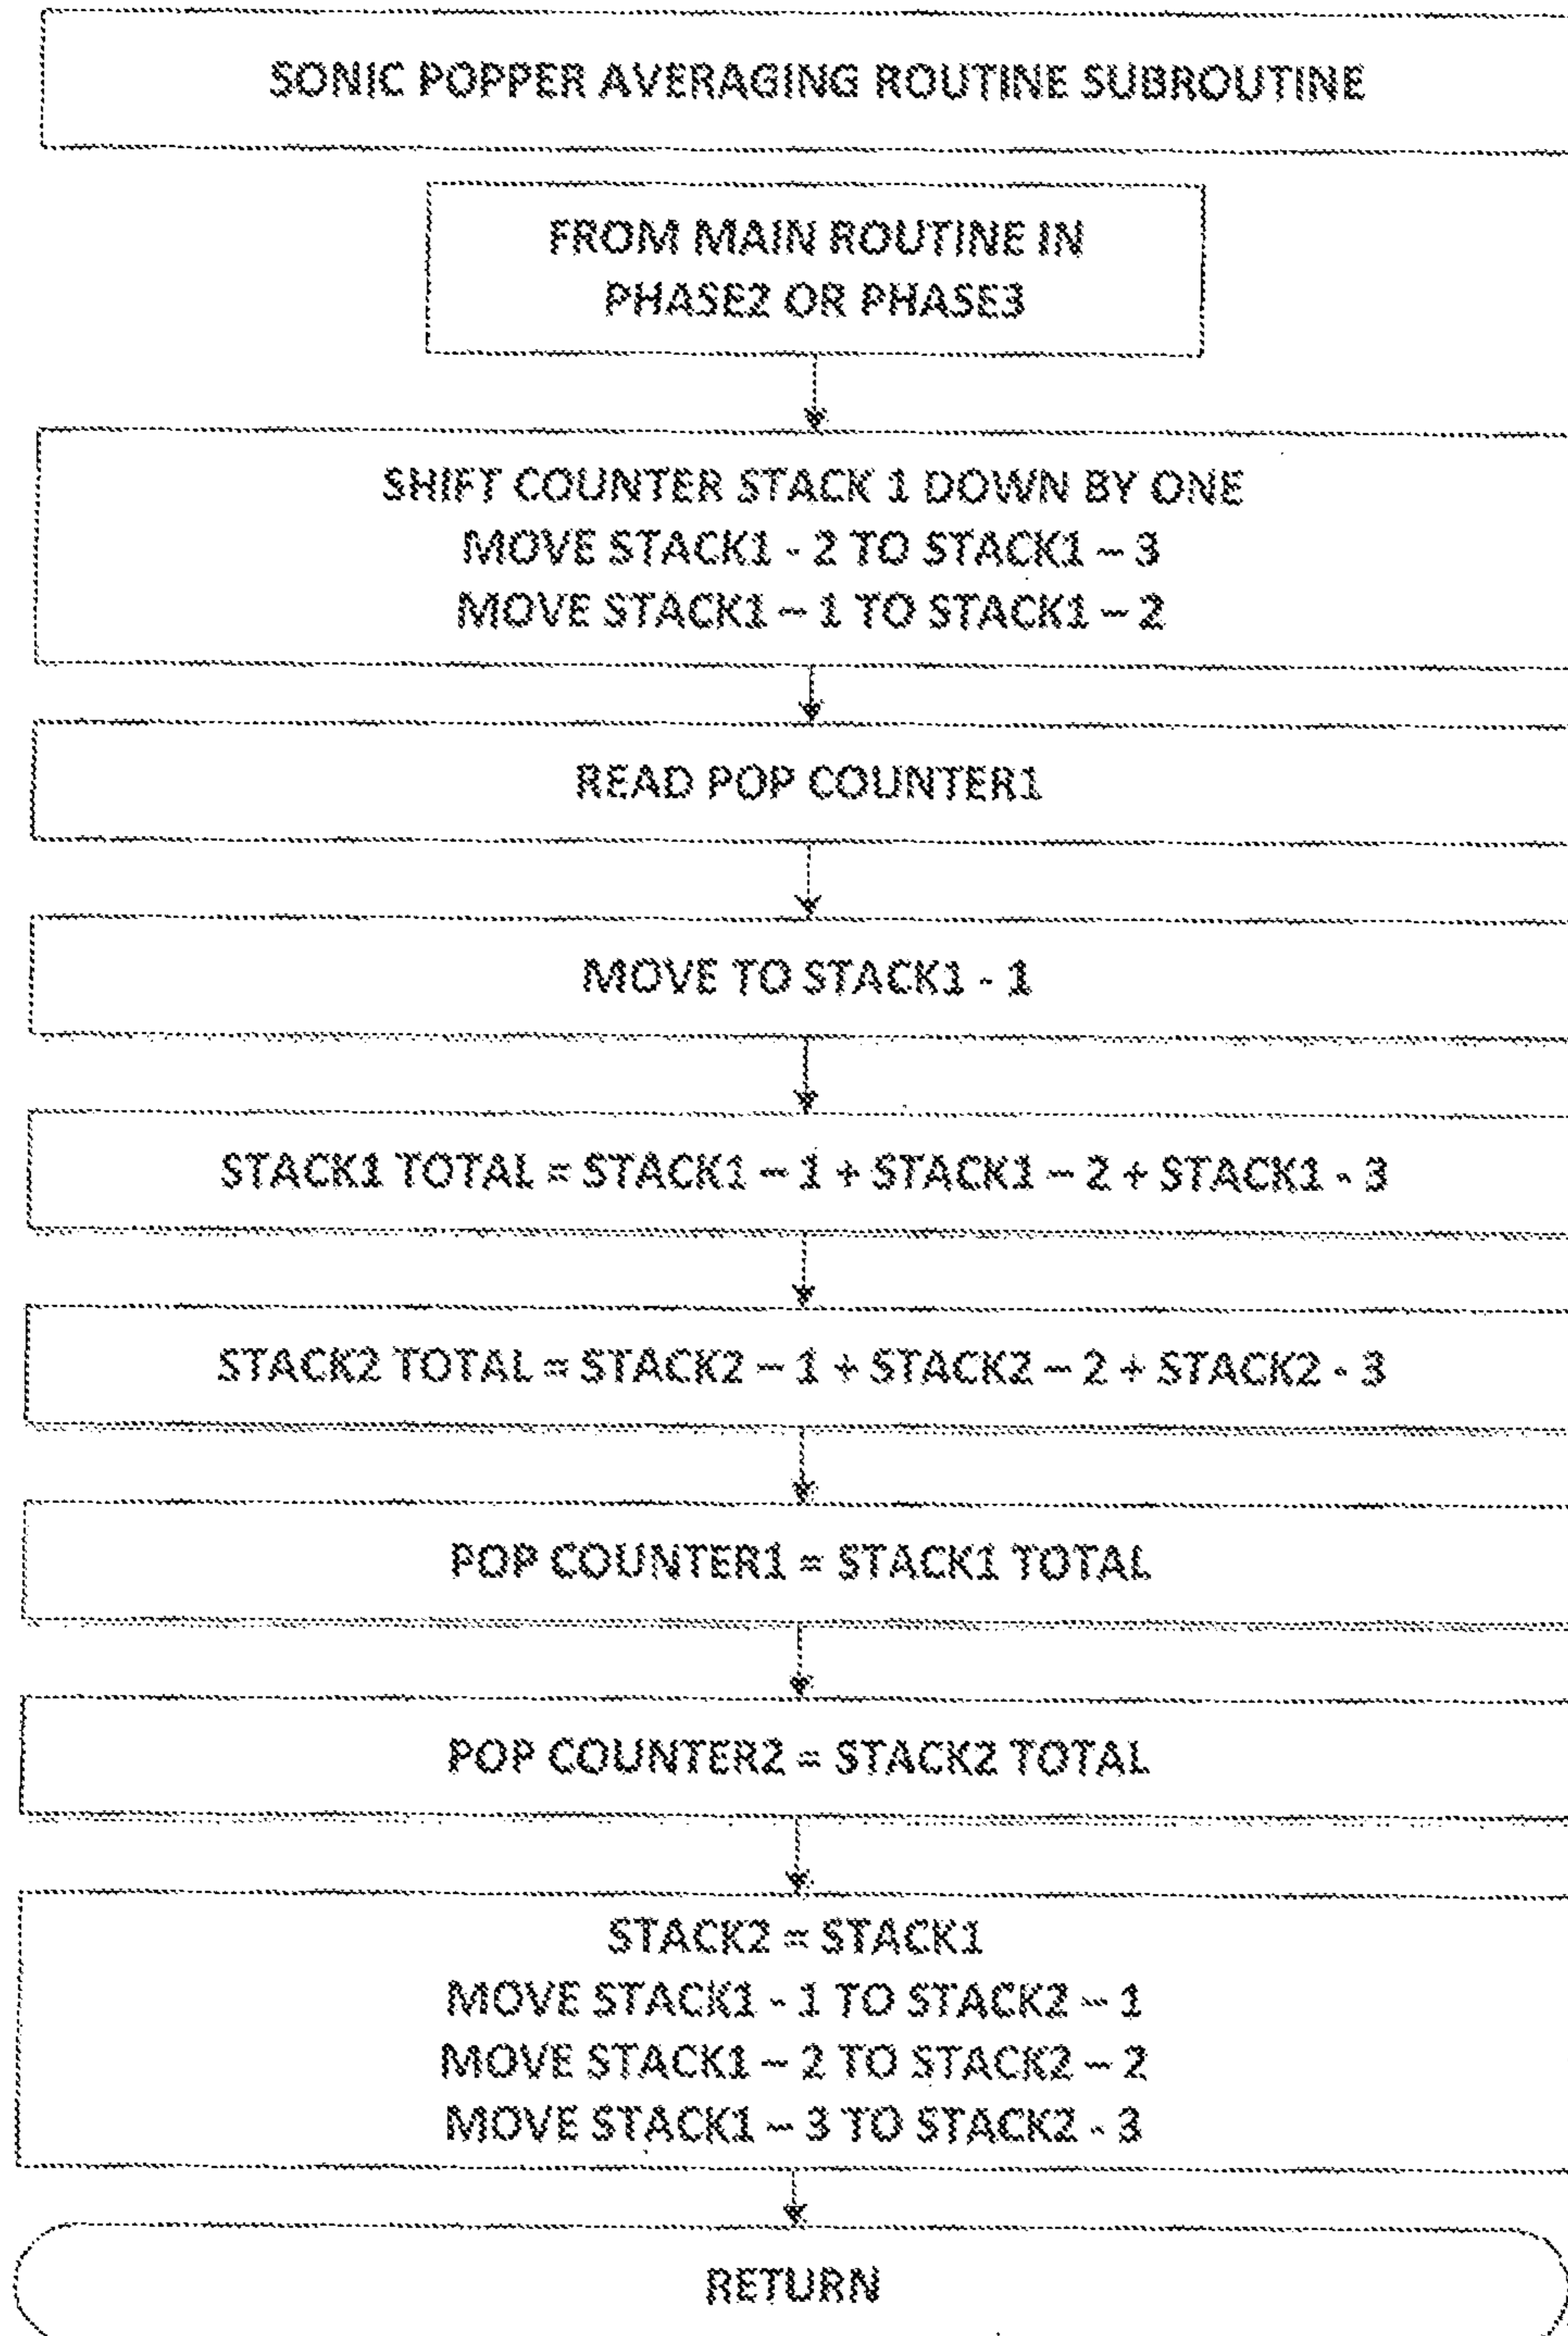 SONIC POPPER AVERAGING ROUTINE SUBROUTINE
FROM MAIN ROUTINE IN
PHASE2 OR PHASE3
SHIFT COUNTER STACK 1 DOWN BY ONE
MOVE STACK1 - 2 TO STACK1 – 3
MOVE STACK1 – 1 TO STACK1 – 2
READ POP COUNTER1
MOVE TO STACK1 - 1
STACK1 TOTAL = STACK1 – 1 + STACK1 – 2 + STACK1 - 3
STACK2 TOTAL = STACK2 – 1 + STACK2 – 2 + STACK2 - 3
POP COUNTER1 = STACK1 TOTAL
POP COUNTER2 = STACK2 TOTAL
STACK2 = STACK1
MOVE STACK1 - 1 TO STACK2 – 1
MOVE STACK1 – 2 TO STACK2 – 2
MOVE STACK1 – 3 TO STACK2 - 3
RETURN